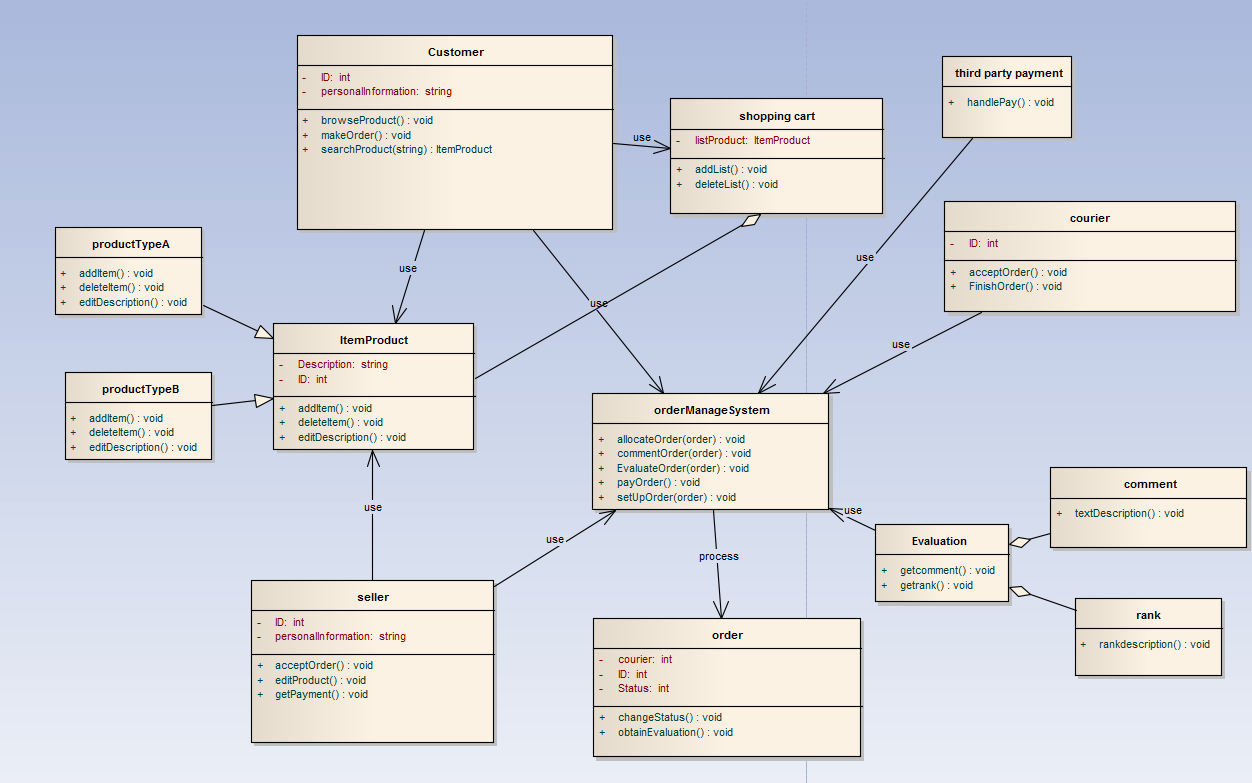 Customer
- ID: int
- personalInformation: string
+ browseProduct() : void
+ makeOrder() : void
+ searchProduct(string) : ItemProduct
third party payment
+ handlePay() : void
use
shopping cart
- listProduct: ItemProduct
+ addList() : void
+ deleteList() : void
courier
- ID: int
+ acceptOrder() : void
+ FinishOrder() : void
productTypeA
+ addItem() : void
+ deleteItem() : void
+ editDescription() : void
use
use
use
use
ItemProduct
- Description: string
- ID: int
+ addItem() : void
+ deleteItem() : void
+ editDescription() : void
productTypeB
+ addItem() : void
+ deleteItem() : void
+ editDescription() : void
orderManageSystem
+ allocateOrder(order) : void
+ commentOrder(order) : void
+ EvaluateOrder(order) : void
+ payOrder() : void
+ setUpOrder(order) : void
comment
+ textDescription() : void
use
use
use
process
Evaluation
+ getcomment() : void
+ getrank() : void
seller
- ID: int
- personalInformation: string
+ acceptOrder() : void
+ editProduct() : void
+ getPayment() : void
order
- courier: int
- ID: int
- Status: int
+ changeStatus() : void
+ obtainEvaluation() : void
rank
+ rankdescription() : void